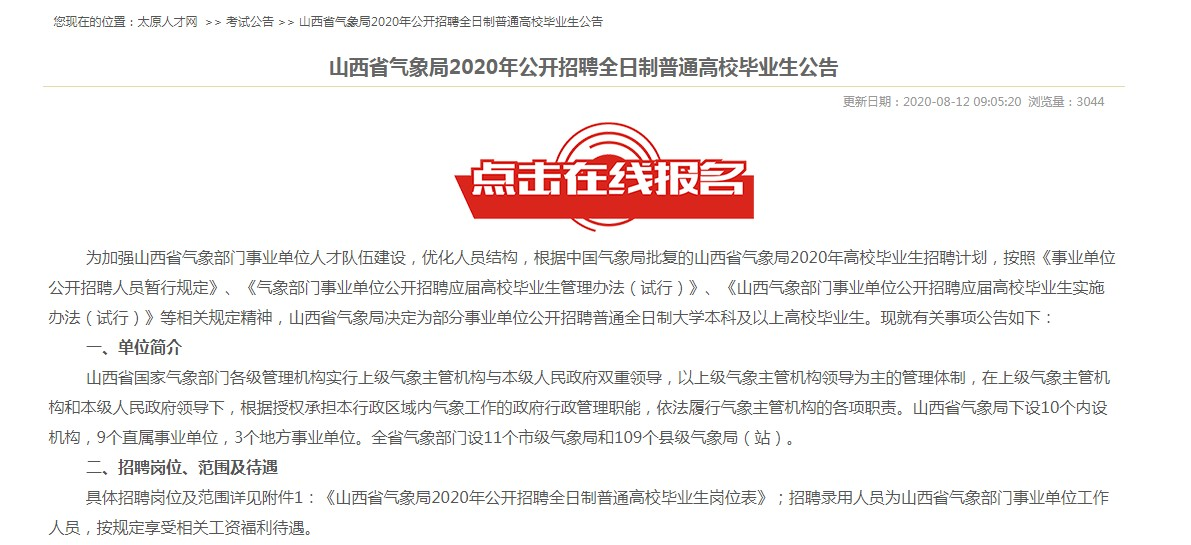 您现在的位置：太原人才网 >> 考试公告 >> 山西省气象局2020年公开招聘全日制普通高校毕业生公告
山西省气象局2020年公开招聘全日制普通高校毕业生公告
更新日期：2020-08-12 09:05:20 浏览量：3044
点击在线报名
为加强山西省气象部门事业单位人才队伍建设，优化人员结构，根据中国气象局批复的山西省气象局2020年高校毕业生招聘计划，按照《事业单位
公开招聘人员暂行规定》、《气象部门事业单位公开招聘应届高校毕业生管理办法（试行）》、《山西气象部门事业单位公开招聘应届高校毕业生实施
办法（试行）》等相关规定精神，山西省气象局决定为部分事业单位公开招聘普通全日制大学本科及以上高校毕业生。现就有关事项公告如下：
一、单位简介
山西省国家气象部门各级管理机构实行上级气象主管机构与本级人民政府双重领导，以上级气象主管机构领导为主的管理体制，在上级气象主管机
构和本级人民政府领导下，根据授权承担本行政区域内气象工作的政府行政管理职能，依法履行气象主管机构的各项职责。山西省气象局下设10个内设
机构，9个直属事业单位，3个地方事业单位。全省气象部门设11个市级气象局和109个县级气象局（站）。
二、招聘岗位、范围及待遇
具体招聘岗位及范围详见附件1：《山西省气象局2020年公开招聘全日制普通高校毕业生岗位表》；招聘录用人员为山西省气象部门事业单位工作
人员，按规定享受相关工资福利待遇。